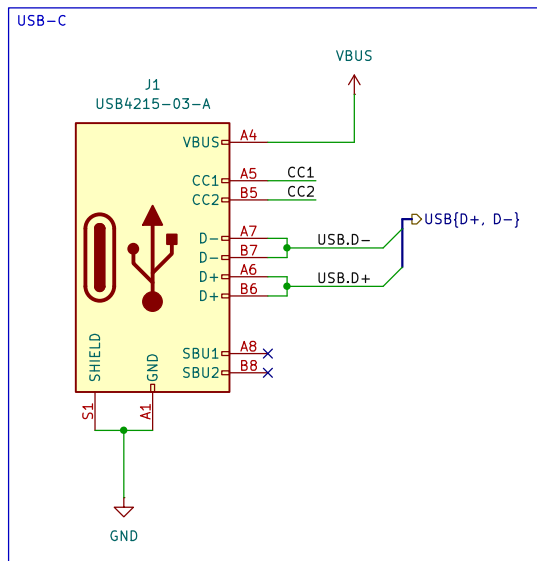 USB-C
VBUS
J1
USB4215-03-A
VBUS A4
CC1 A5 CC1
CC2 B5 CC2
D- A7
D- B7
D+ A6
D+ B6
USB.D-
USB.D+
USB{D+, D-}
SBU1 A8
SBU2 B8
SHIELD
GND
S1
A1
GND